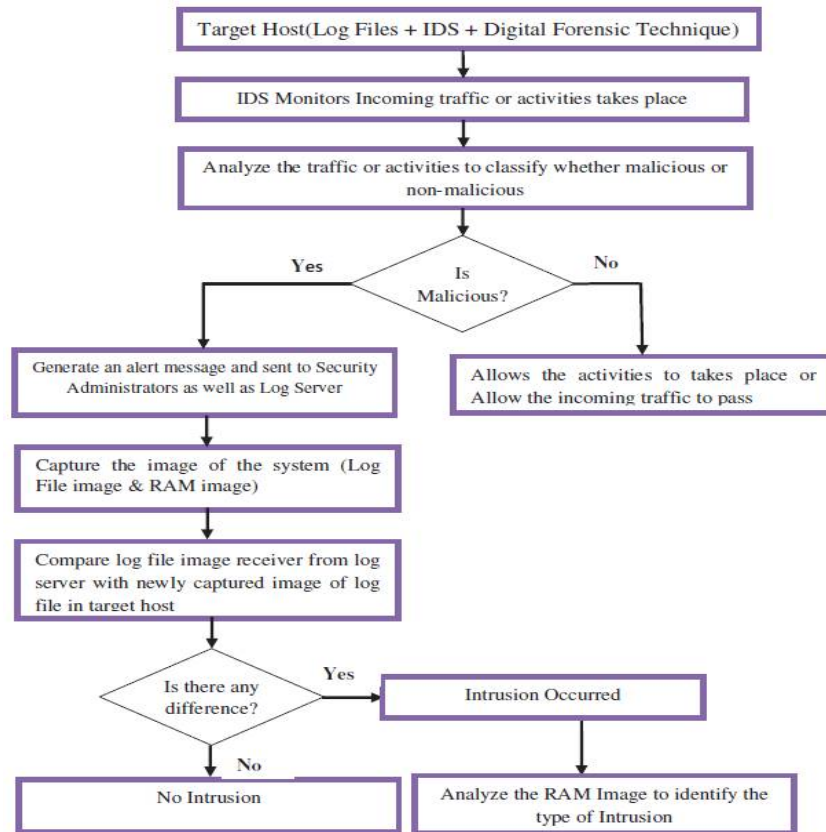 Target Host(Log Files + IDS + Digital Forensic Technique)
IDS Monitors Incoming traffic or activities takes place
Analyze the traffic or activities to classify whether malicious or
non-malicious
Yes
Is
Malicious?
No
Generate an alert message and sent to Security
Administrators as well as Log Server
Allows the activities to takes place or
Allow the incoming traffic to pass
Capture the image of the system (Log
File image & RAM image)
Compare log file image receiver from log
server with newly captured image of log
file in target host
Is there any
difference?
Yes
Intrusion Occurred
No
No Intrusion
Analyze the RAM Image to identify the
type of Intrusion